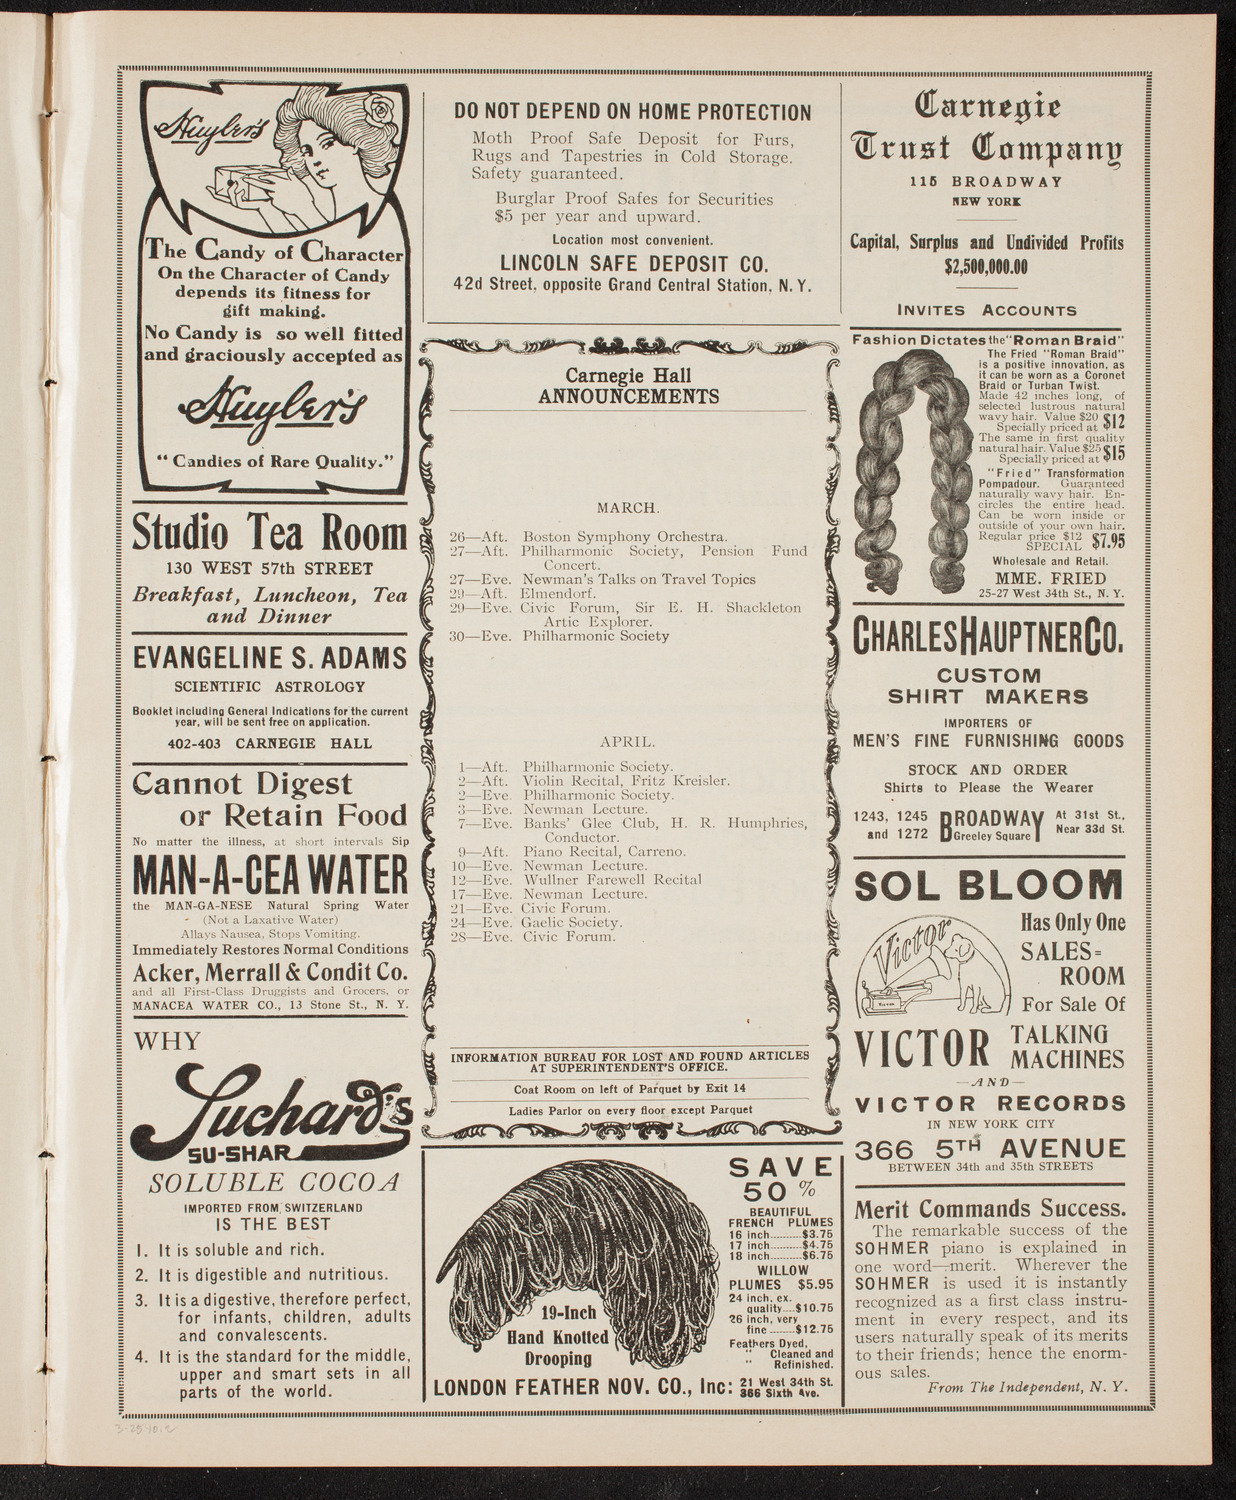 Huyler's
The Candy of Character
On the Character of Candy
depends its fitness for
gift making.
No Candy is so well fitted
and graciously accepted as
Huyler's
"Candies of Rare Quality."
Studio Tea Room
130 WEST 57th STREET
Breakfast, Luncheon, Tea
and Dinner
EVANGELINE S. ADAMS
SCIENTIFIC ASTROLOGY
Booklet including General Indications for the current
year, will be sent free on application.
402-403 CARNEGIE HALL
Cannot Digest
or Retain Food
No matter the illness, at short intervals Sip
MAN-A-CEA WATER
the MAN-GA-NESE Natural Spring Water
(Not a Laxative Water)
Allays Nausea, Stops Vomiting.
Immediately Restores Normal Conditions
Acker, Merrall & Condit Co.
and all First-Class Druggists and Grocers, or
MANACEA WATER CO., 13 Stone St., N. Y.
WHY
Suchard's
SU-SHAR
SOLUBLE COCOA
IMPORTED FROM SWITZERLAND
IS THE BEST
1. It is soluble and rich.
2. It is digestible and nutritious.
3. It is a digestive, therefore perfect,
for infants, children, adults
and convalescents.
4. It is the standard for the middle,
upper and smart sets in all
parts of the world.
DO NOT DEPEND ON HOME PROTECTION
Moth Proof Safe Deposit for Furs,
Rugs and Tapestries in Cold Storage.
Safety guaranteed.
Burglar Proof Safes for Securities
$5 per year and upward.
Location most convenient.
LINCOLN SAFE DEPOSIT CO.
42d Street, opposite Grand Central Station, N. Y.
Carnegie Hall
ANNOUNCEMENTS
MARCH.
26—Aft. Boston Symphony Orchestra.
27—Aft. Philharmonic Society, Pension Fund
Concert.
27—Eve. Newman's Talks on Travel Topics
29—Aft. Elmendorf.
29—Eve. Civic Forum, Sir E. H. Shackleton
Artic Explorer.
30—Eve. Philharmonic Society
APRIL.
1—Aft. Philharmonic Society.
2—Aft. Violin Recital, Fritz Kreisler.
2—Eve. Philharmonic Society.
3—Eve. Newman Lecture.
7—Eve. Banks' Glee Club, H. R. Humphries,
Conductor.
9—Aft. Piano Recital, Carreno.
10—Eve. Newman Lecture.
12—Eve. Wullner Farewell Recital
17—Eve. Newman Lecture.
21—Eve. Civic Forum.
24—Eve. Gaelic Society.
28—Eve. Civic Forum.
INFORMATION BUREAU FOR LOST AND FOUND ARTICLES
AT SUPERINTENDENT'S OFFICE.
Coat Room on left of Parquet by Exit 14
Ladies Parlor on every floor except Parquet
19-Inch
Hand Knotted
Drooping
SAVE
50 %
BEAUTIFUL
FRENCH PLUMES
16 inch..........$3.75
17 inch..........$4.75
18 inch..........$6.75
WILLOW
PLUMES $5.95
24 inch, ex.
quality....$10.75
26 inch, very
fine........$12.75
Feathers Dyed,
" Cleaned and
" Refinished.
LONDON FEATHER NOV. CO., Inc: 21 West 34th St.
366 Sixth Ave.
Carnegie
Trust Company
115 BROADWAY
NEW YORK
Capital, Surplus and Undivided Profits
$2,500,000.00
INVITES ACCOUNTS
Fashion Dictates the "Roman Braid"
The Fried "Roman Braid"
is a positive innovation, as
it can be worn as a Coronet
Braid or Turban Twist.
Made 42 inches long, of
selected lustrous natural
wavy hair. Value $20
Specially priced at $12
The same in first quality
natural hair. Value $25
Specially priced at $15
"Fried" Transformation
Pompadour. Guaranteed
naturally wavy hair. En-
circles the entire head.
Can be worn inside or
outside of your own hair.
Regular price $12
SPECIAL $7.95
Wholesale and Retail.
MME. FRIED
25-27 West 34th St., N. Y.
CHARLES HAUPTNER CO.
CUSTOM
SHIRT MAKERS
IMPORTERS OF
MEN'S FINE FURNISHING GOODS
STOCK AND ORDER
Shirts to Please the Wearer
1243, 1245
and 1272
BROADWAY
Greeley Square
At 31st St.,
Near 33d St.
SOL BLOOM
Victor
Has Only One
SALES-
ROOM
For Sale Of
VICTOR TALKING
MACHINES
—AND—
VICTOR RECORDS
IN NEW YORK CITY
366 5TH AVENUE
BETWEEN 34th and 35th STREETS
Merit Commands Success.
The remarkable success of the
SOHMER piano is explained in
one word—merit. Wherever the
SOHMER is used it is instantly
recognized as a first class instru-
ment in every respect, and its
users naturally speak of its merits
to their friends; hence the enorm-
ous sales.
From The Independent, N. Y.